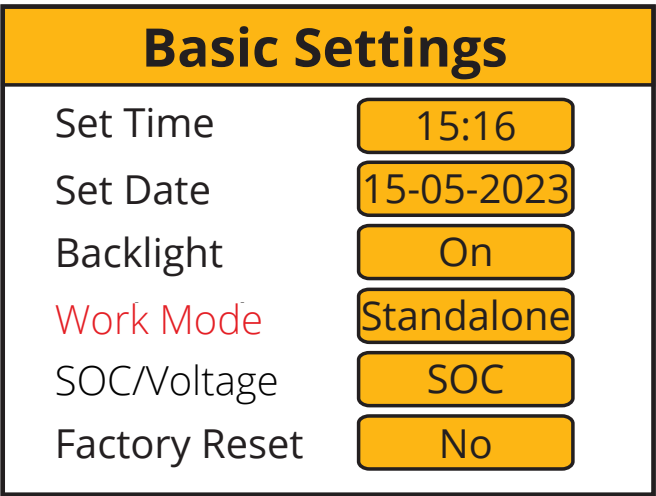 Basic Settings
Set Time 15:16
Set Date 15-05-2023
Backlight On
Work Mode Standalone
SOC/Voltage SOC
Factory Reset No